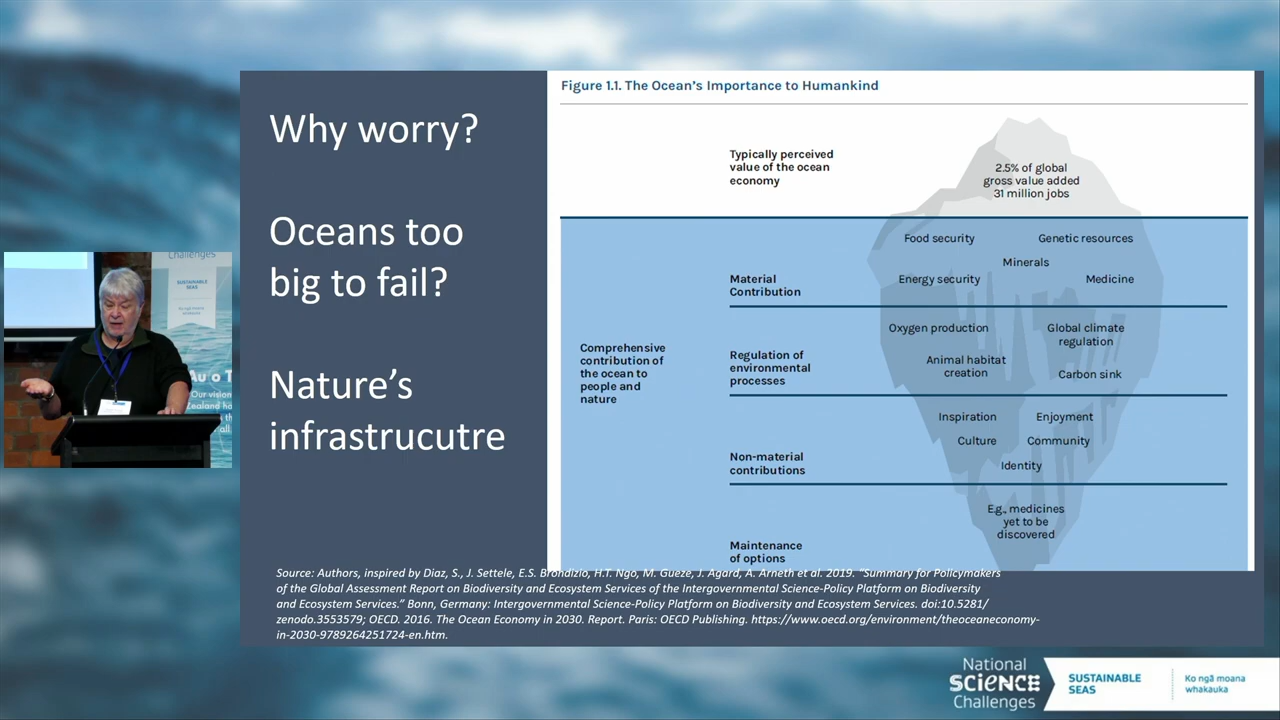 Why worry?
Oceans too
big to fail?
Nature's
infrastrucutre
Figure 1.1. The Ocean's Importance to Humankind
Typically perceived
value of the ocean
economy
2.5% of global
gross value added
31 million jobs
Comprehensive
contribution of
the ocean to
people and
nature
Material
Contribution
Food security
Genetic resources
Minerals
Energy security
Medicine
Regulation of
environmental
processes
Oxygen production
Global climate
regulation
Animal habitat
creation
Carbon sink
Non-material
contributions
Inspiration
Enjoyment
Culture
Community
Identity
Maintenance
of options
E.g., medicines
yet to be
discovered
Source: Authors, inspired by Diaz, S., J. Settele, E.S. Brondizio, H.T. Ngo, M. Gueze, J. Agard, A. Arneth et al. 2019. "Summary for Policymakers
of the Global Assessment Report on Biodiversity and Ecosystem Services of the Intergovernmental Science-Policy Platform on Biodiversity
and Ecosystem Services." Bonn, Germany: Intergovernmental Science-Policy Platform on Biodiversity and Ecosystem Services. doi:10.5281/
zenodo.3553579; OECD. 2016. The Ocean Economy in 2030. Report. Paris: OECD Publishing. https://www.oecd.org/environment/theoceaneconomy-
in-2030-9789264251724-en.htm.
Challenges
SUSTAINABLE
SEAS
Our vision
National
SCIENCE
Challenges
SUSTAINABLE
SEAS
Ko ngā moana
whakauka